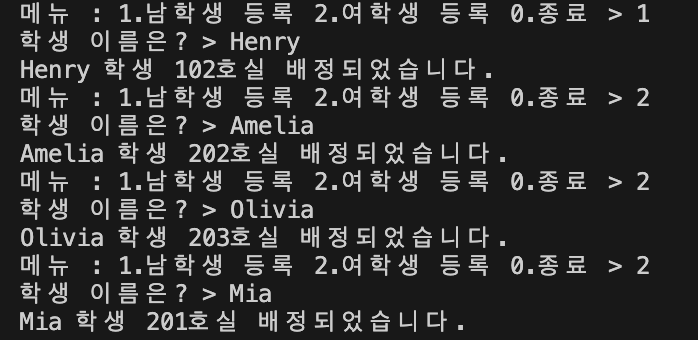 메뉴 : 1.남학생 등록 2.여학생 등록 0.종료 > 1
학생 이름은? > Henry
Henry 학생 102호실 배정되었습니다.
메뉴 : 1.남학생 등록 2.여학생 등록 0.종료 > 2
학생 이름은? > Amelia
Amelia 학생 202호실 배정되었습니다.
메뉴 : 1.남학생 등록 2.여학생 등록 0.종료 > 2
학생 이름은? > Olivia
Olivia 학생 203호실 배정되었습니다.
메뉴 : 1.남학생 등록 2.여학생 등록 0.종료 > 2
학생 이름은? > Mia
Mia 학생 201호실 배정되었습니다.